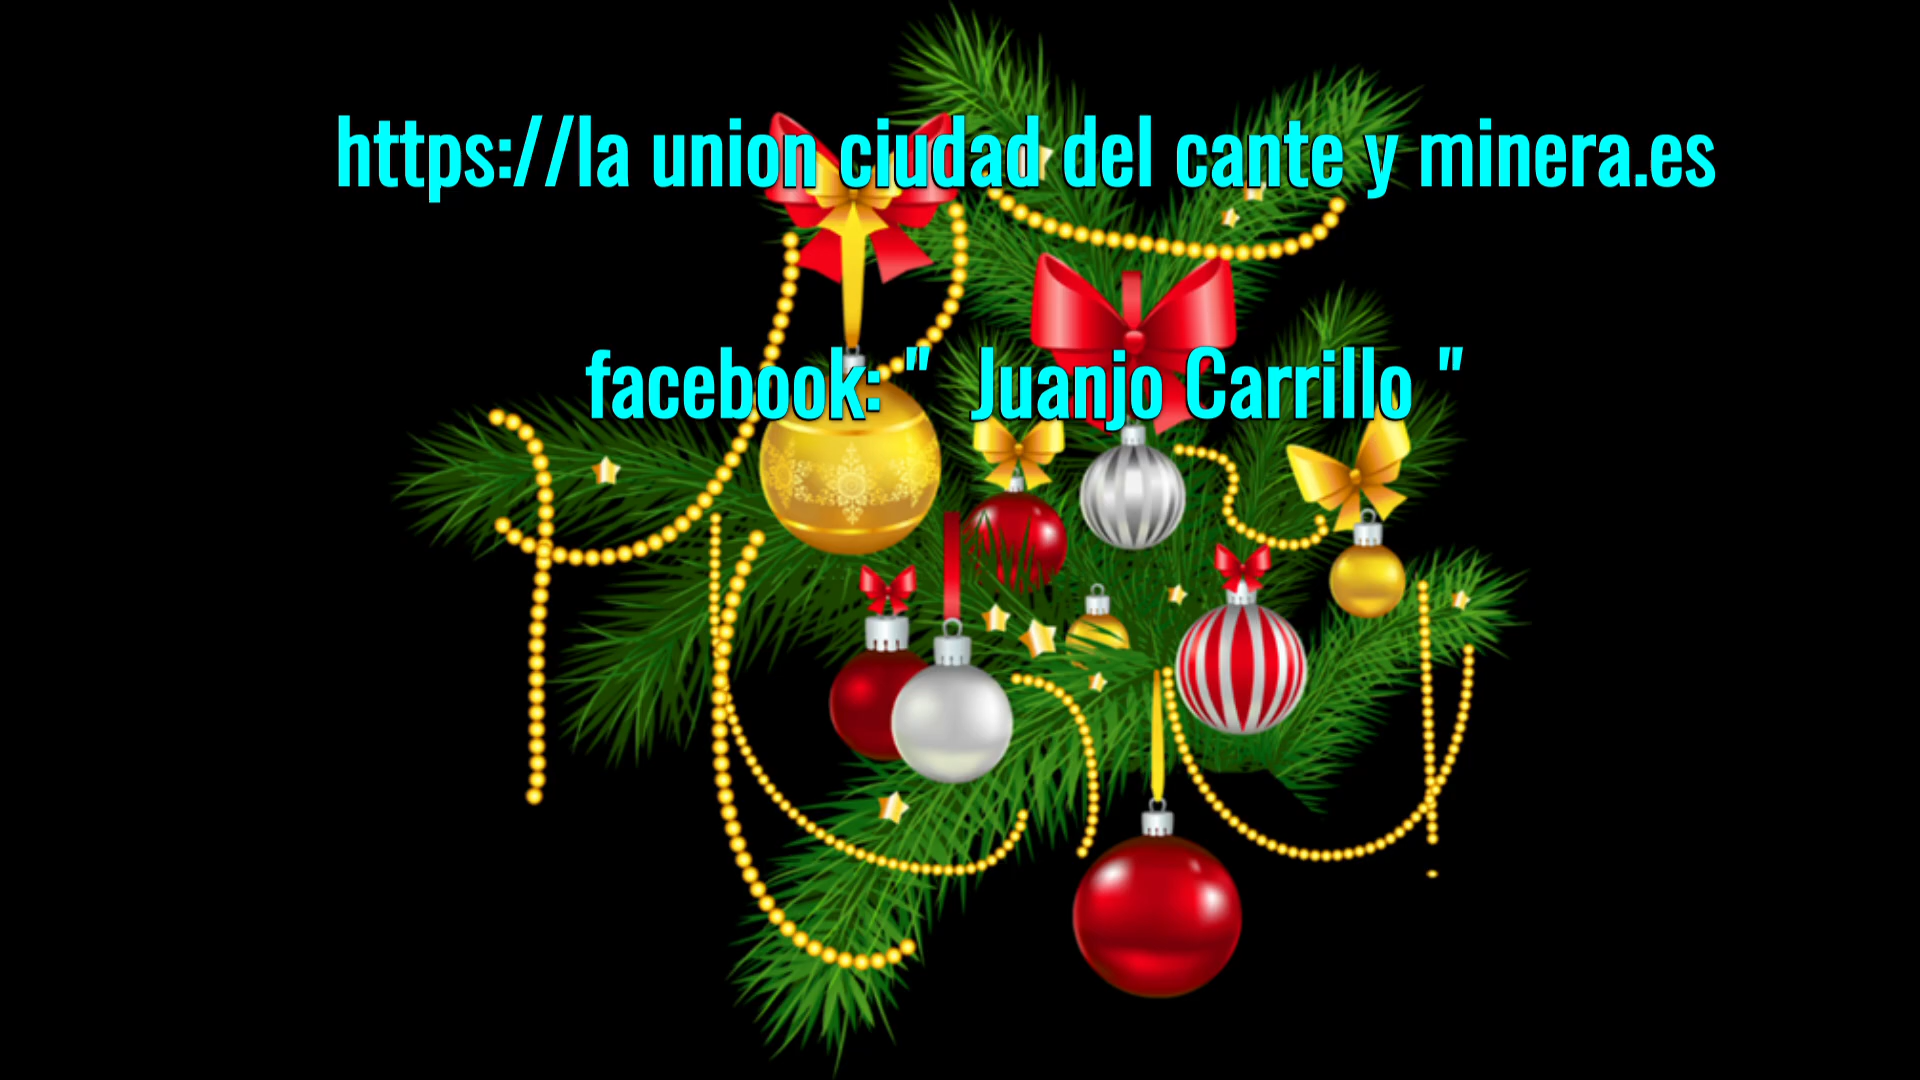 https://la union ciudad del cante y minera.es
facebook: " Juanjo Carrillo "